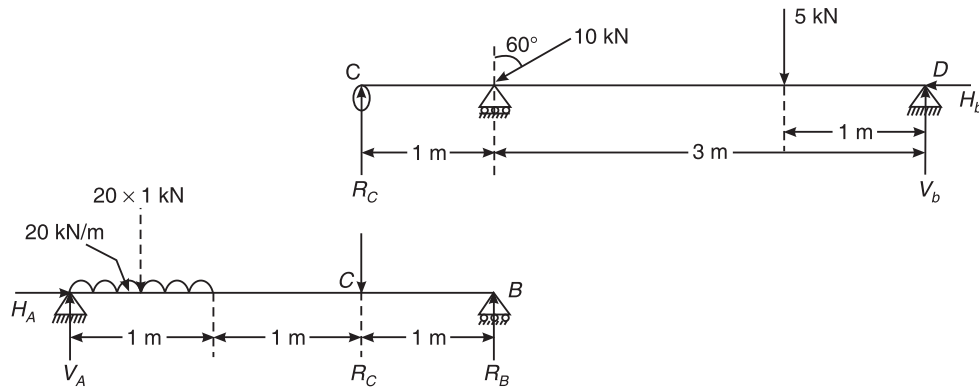 5 kN
60°
10 kN
C
D
H_b
1 m
1 m
3 m
R_C
V_b
20 × 1 kN
20 kN/m
C
B
H_A
1 m
1 m
1 m
V_A
R_C
R_B